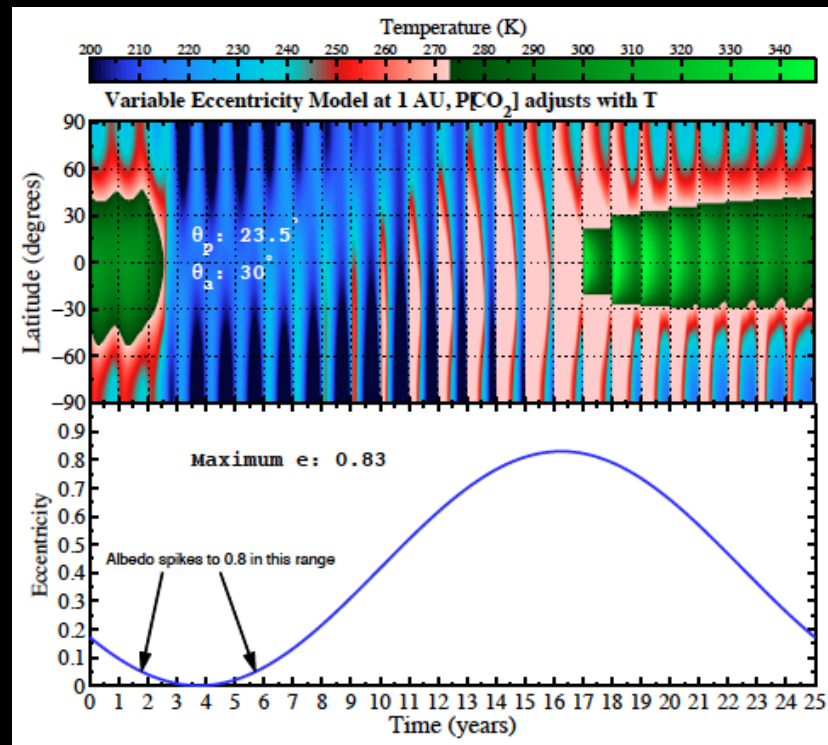 Temperature (K)
200 210 220 230 240 250 260 270 280 290 300 310 320 330 340
Variable Eccentricity Model at 1 AU, P[CO2] adjusts with T
90
60
30
0
−30
−60
−90
Latitude (degrees)
θp: 23.5°
θa: 30°
0.9
0.8
0.7
0.6
0.5
0.4
0.3
0.2
0.1
0
Eccentricity
Maximum e: 0.83
Albedo spikes to 0.8 in this range
0 1 2 3 4 5 6 7 8 9 10 11 12 13 14 15 16 17 18 19 20 21 22 23 24 25
Time (years)